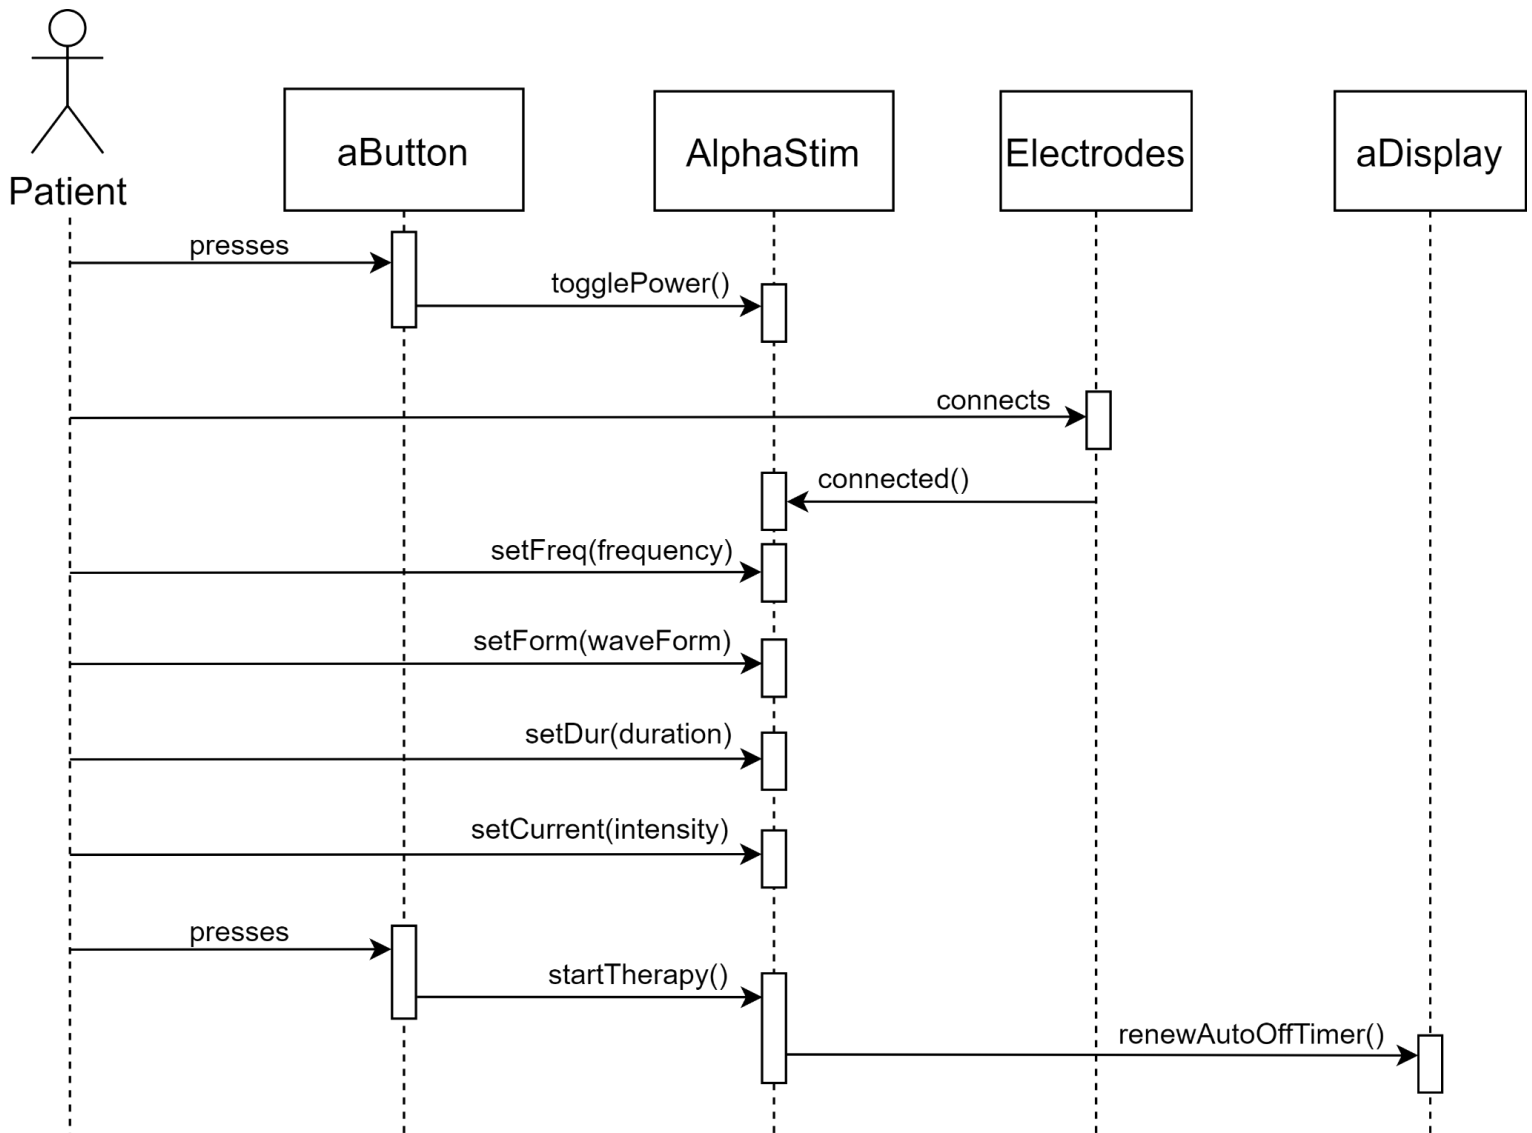 aButton
AlphaStim
Electrodes
aDisplay
Patient
presses
togglePower()
connects
connected()
setFreq(frequency)
setForm(waveForm)
setDur(duration)
setCurrent(intensity)
presses
startTherapy()
renewAutoOffTimer()